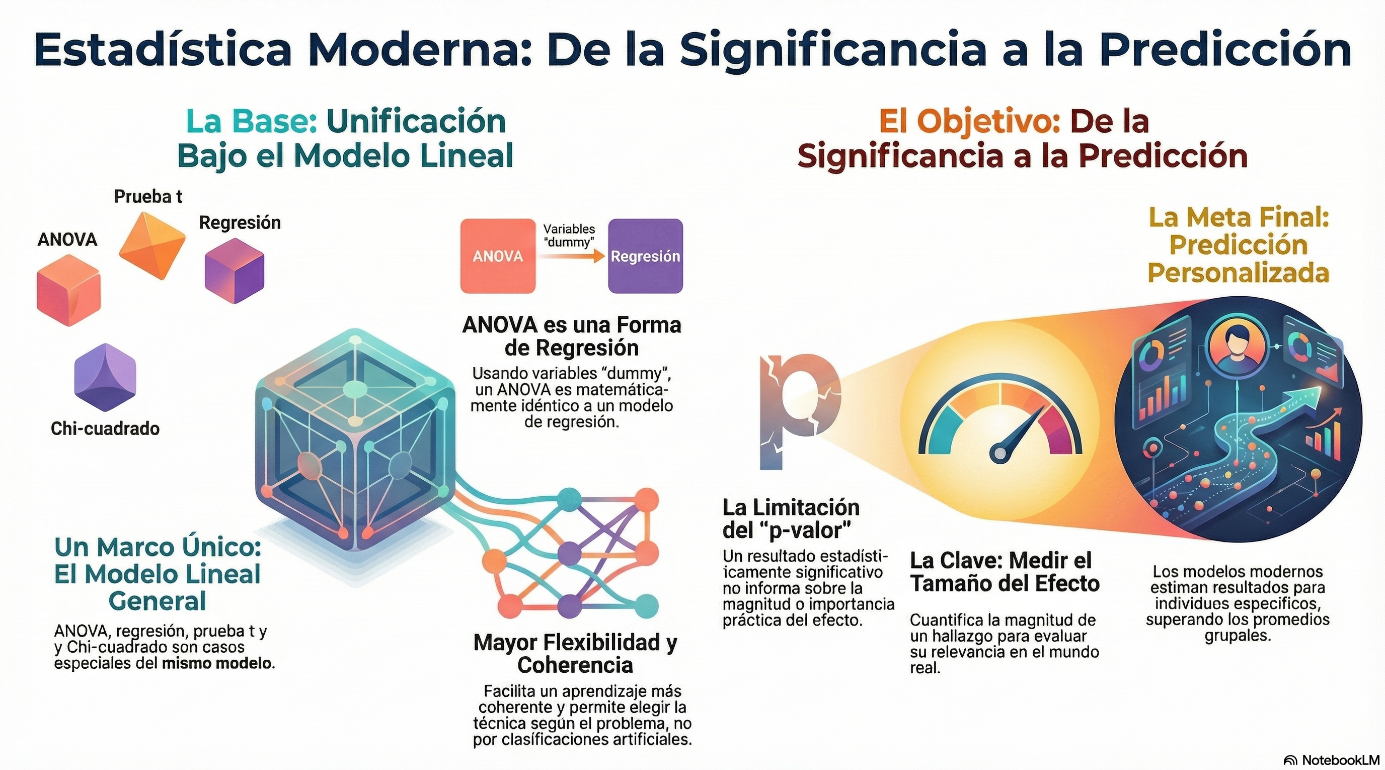 Estadística Moderna: De la Significancia a la Predicción
La Base: Unificación
Bajo el Modelo Lineal
Prueba t
ANOVA
Regresión
Chi-cuadrado
Un Marco Único:
El Modelo Lineal
General
ANOVA, regresión, prueba t y
y Chi-cuadrado son casos
especiales del mismo modelo.
ANOVA
Variables
"dummy"
Regresión
ANOVA es una Forma
de Regresión
Usando variables "dummy",
un ANOVA es matemática-
mente idéntico a un modelo
de regresión.
Mayor Flexibilidad y
Coherencia
Facilita un aprendizaje más
coherente y permite elegir la
técnica según el problema, no
por clasificaciones artificiales.
El Objetivo: De la
Significancia a la Predicción
p
La Limitación
del "p-valor"
Un resultado estadísti-
icamente significativo
no informa sobre la
magnitud o importancia
práctica del efecto.
La Clave: Medir el
Tamaño del Efecto
Cuantifica la magnitud de
un hallazgo para evaluar
su relevancia en el mundo
real.
La Meta Final:
Predicción
Personalizada
Los modelos modernos
estiman resultados para
individuos específicos,
superando los promedios
grupales.
NotebookLM